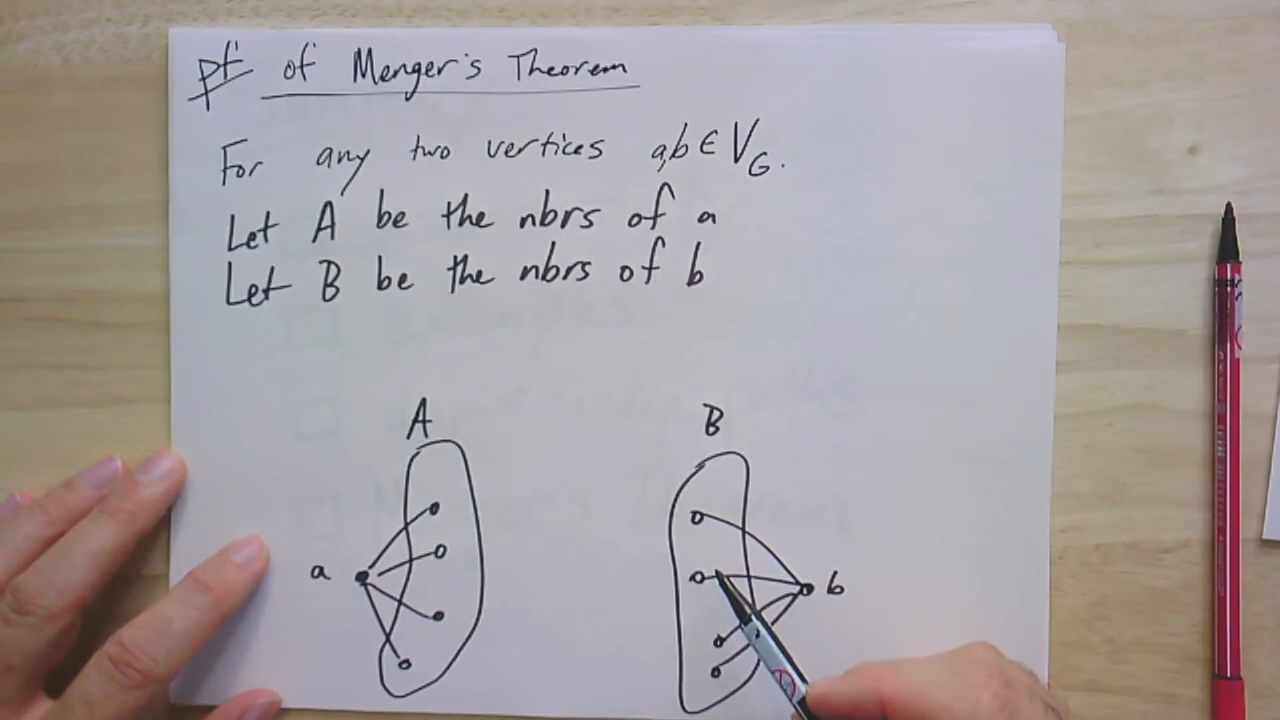 Pf of Menger's Theorem
For any two vertices a,b ∈ V_G.
Let A be the nbrs of a
Let B be the nbrs of b
A B
a b